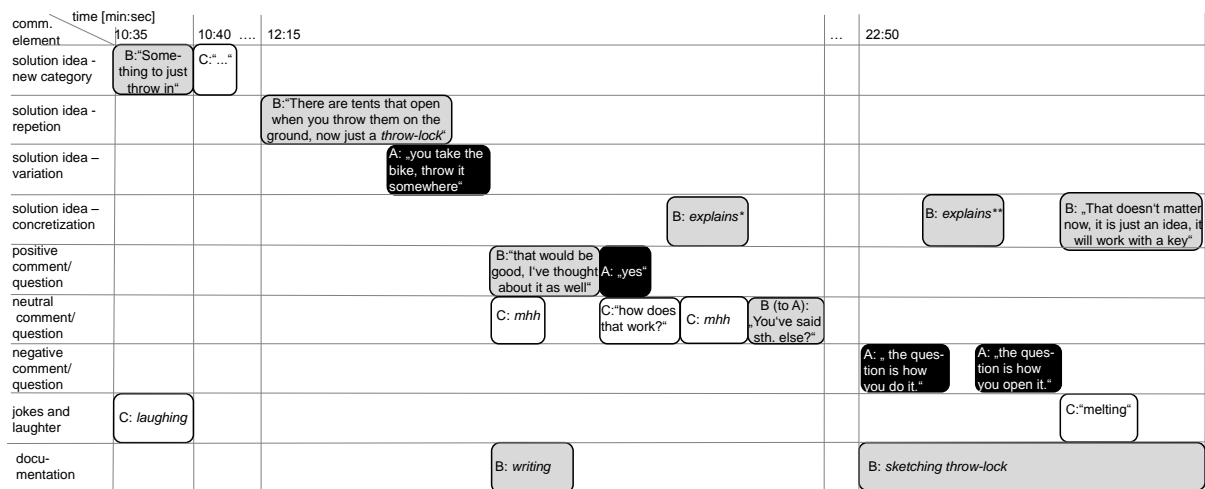 time [min:sec]
comm.
element
10:35
10:40
....
12:15
...
22:50
solution idea -
new category
B:“Some-
thing to just
throw in“
C:“...“
solution idea -
repetion
B:“There are tents that open
when you throw them on the
ground, now just a throw-lock“
solution idea –
variation
A: „you take the
bike, throw it
somewhere“
solution idea –
concretization
B: explains*
B: explains**
B: „That doesn‘t matter
now, it is just an idea, it
will work with a key“
positive
comment/
question
B:“that would be
good, I‘ve thought
about it as well“
A: „yes“
neutral
comment/
question
C: mhh
C:“how does
that work?“
C: mhh
B (to A):
„You‘ve said
sth. else?“
negative
comment/
question
A: „ the ques-
tion is how
you do it.“
A: „the ques-
tion is how
you open it.“
jokes and
laughter
C: laughing
C:“melting“
docu-
mentation
B: writing
B: sketching throw-lock